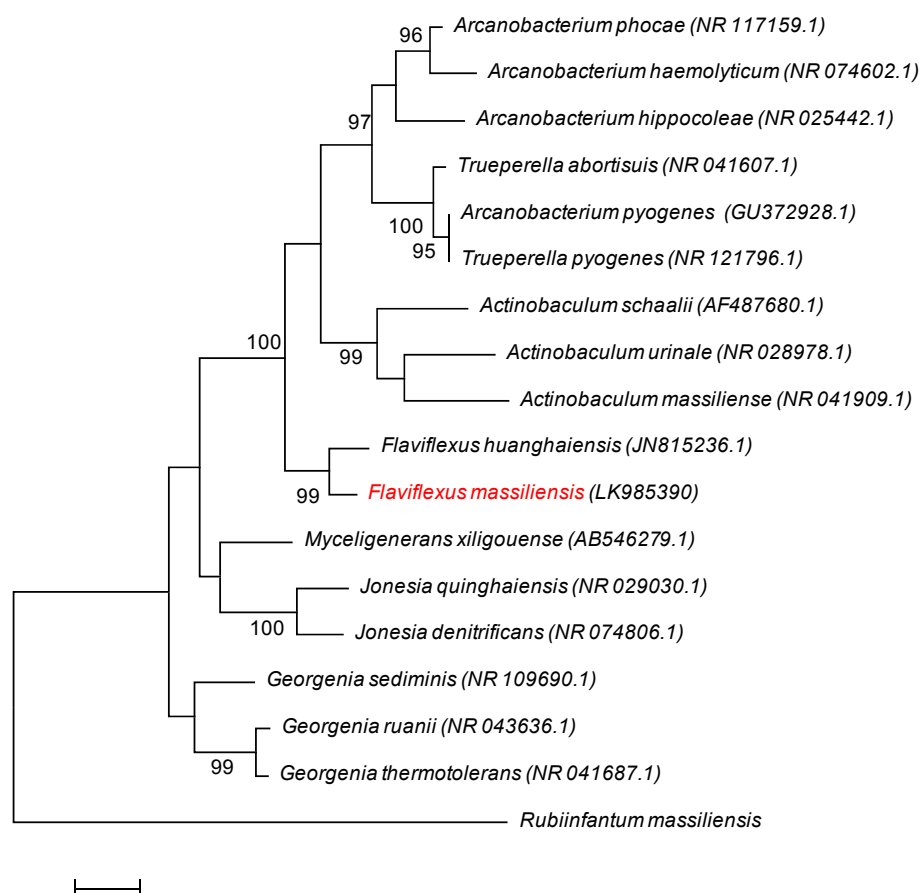 96
Arcanobacterium phocae (NR 117159.1)
Arcanobacterium haemolyticum (NR 074602.1)
97
Arcanobacterium hippocoleae (NR 025442.1)
Trueperella abortisuis (NR 041607.1)
100
Arcanobacterium pyogenes (GU372928.1)
95
Trueperella pyogenes (NR 121796.1)
Actinobaculum schaalii (AF487680.1)
100
99
Actinobaculum urinale (NR 028978.1)
Actinobaculum massiliense (NR 041909.1)
Flaviflexus huanghaiensis (JN815236.1)
99
Flaviflexus massiliensis (LK985390)
Myceligenerans xiligouense (AB546279.1)
Jonesia quinghaiensis (NR 029030.1)
100
Jonesia denitrificans (NR 074806.1)
Georgenia sediminis (NR 109690.1)
Georgenia ruanii (NR 043636.1)
99
Georgenia thermotolerans (NR 041687.1)
Rubiinfantum massiliensis